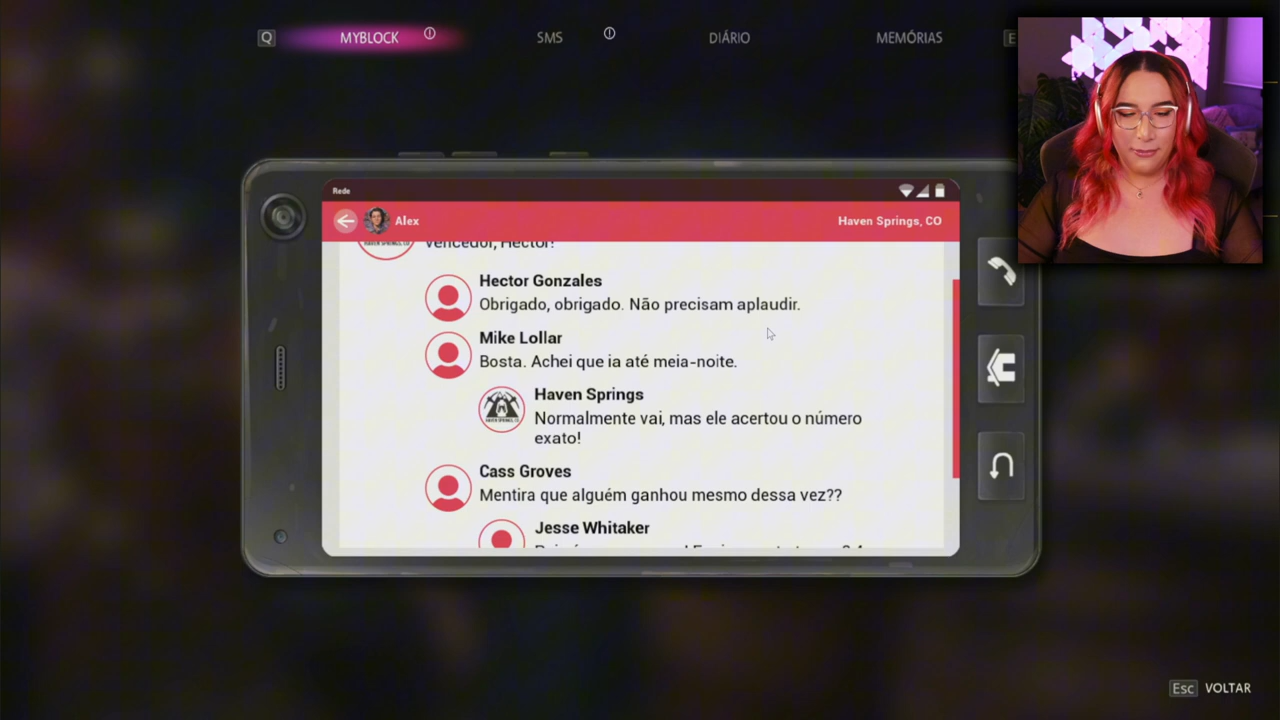 Q MYBLOCK SMS DIÁRIO MEMÓRIAS E
Rede
Alex Haven Springs, CO
vencedor, Hector!
Hector Gonzales
Obrigado, obrigado. Não precisam aplaudir.
Mike Lollar
Bosta. Achei que ia até meia-noite.
Haven Springs
Normalmente vai, mas ele acertou o número
exato!
Cass Groves
Mentira que alguém ganhou mesmo dessa vez??
Jesse Whitaker
Esc VOLTAR